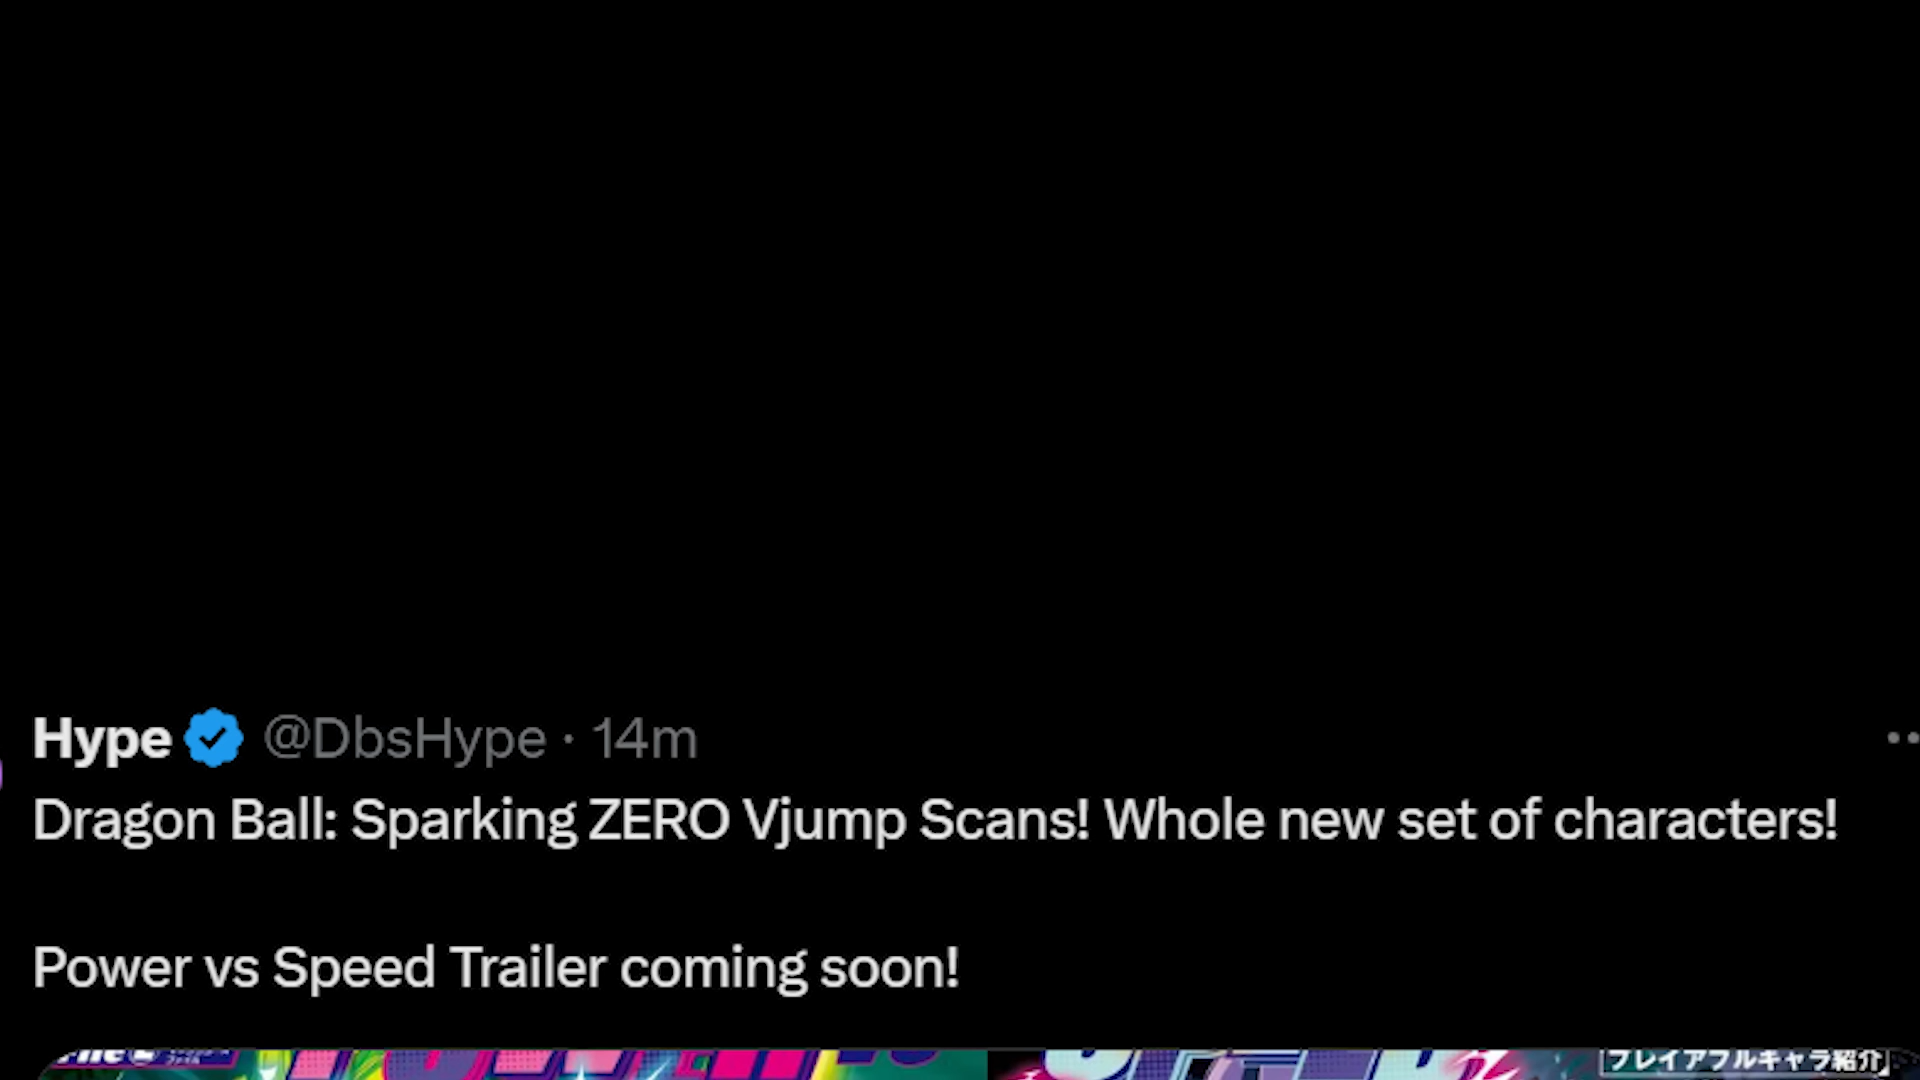 Hype @DbsHype · 14m
Dragon Ball: Sparking ZERO Vjump Scans! Whole new set of characters!
Power vs Speed Trailer coming soon!
プレイアブルキャラ紹介